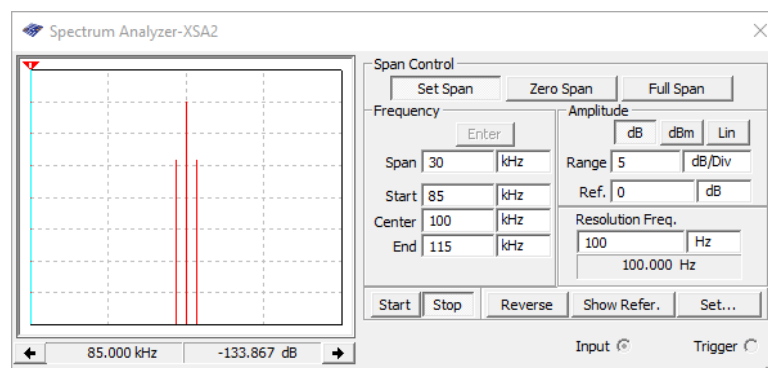 Spectrum Analyzer-XSA2
1
Span Control
Set Span Zero Span Full Span
Frequency
Enter
Span 30 kHz
Start 85 kHz
Center 100 kHz
End 115 kHz
Amplitude
dB dBm Lin
Range 5 dB/Div
Ref. 0 dB
Resolution Freq.
100 Hz
100.000 Hz
Start Stop Reverse Show Refer. Set...
85.000 kHz -133.867 dB
Input Trigger